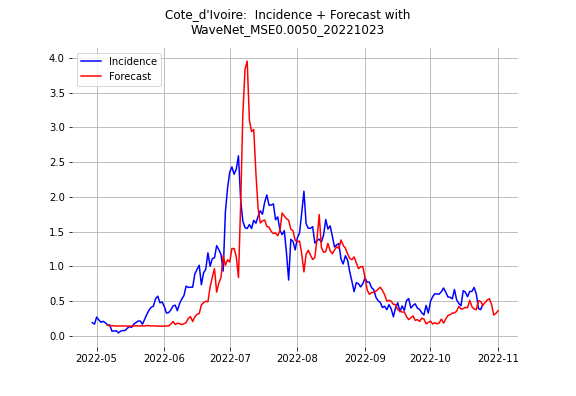 Cote_d'Ivoire:  Incidence + Forecast with
WaveNet_MSE0.0050_20221023
Incidence
Forecast
4.0
3.5
3.0
2.5
2.0
1.5
1.0
0.5
0.0
2022-05 2022-06 2022-07 2022-08 2022-09 2022-10 2022-11